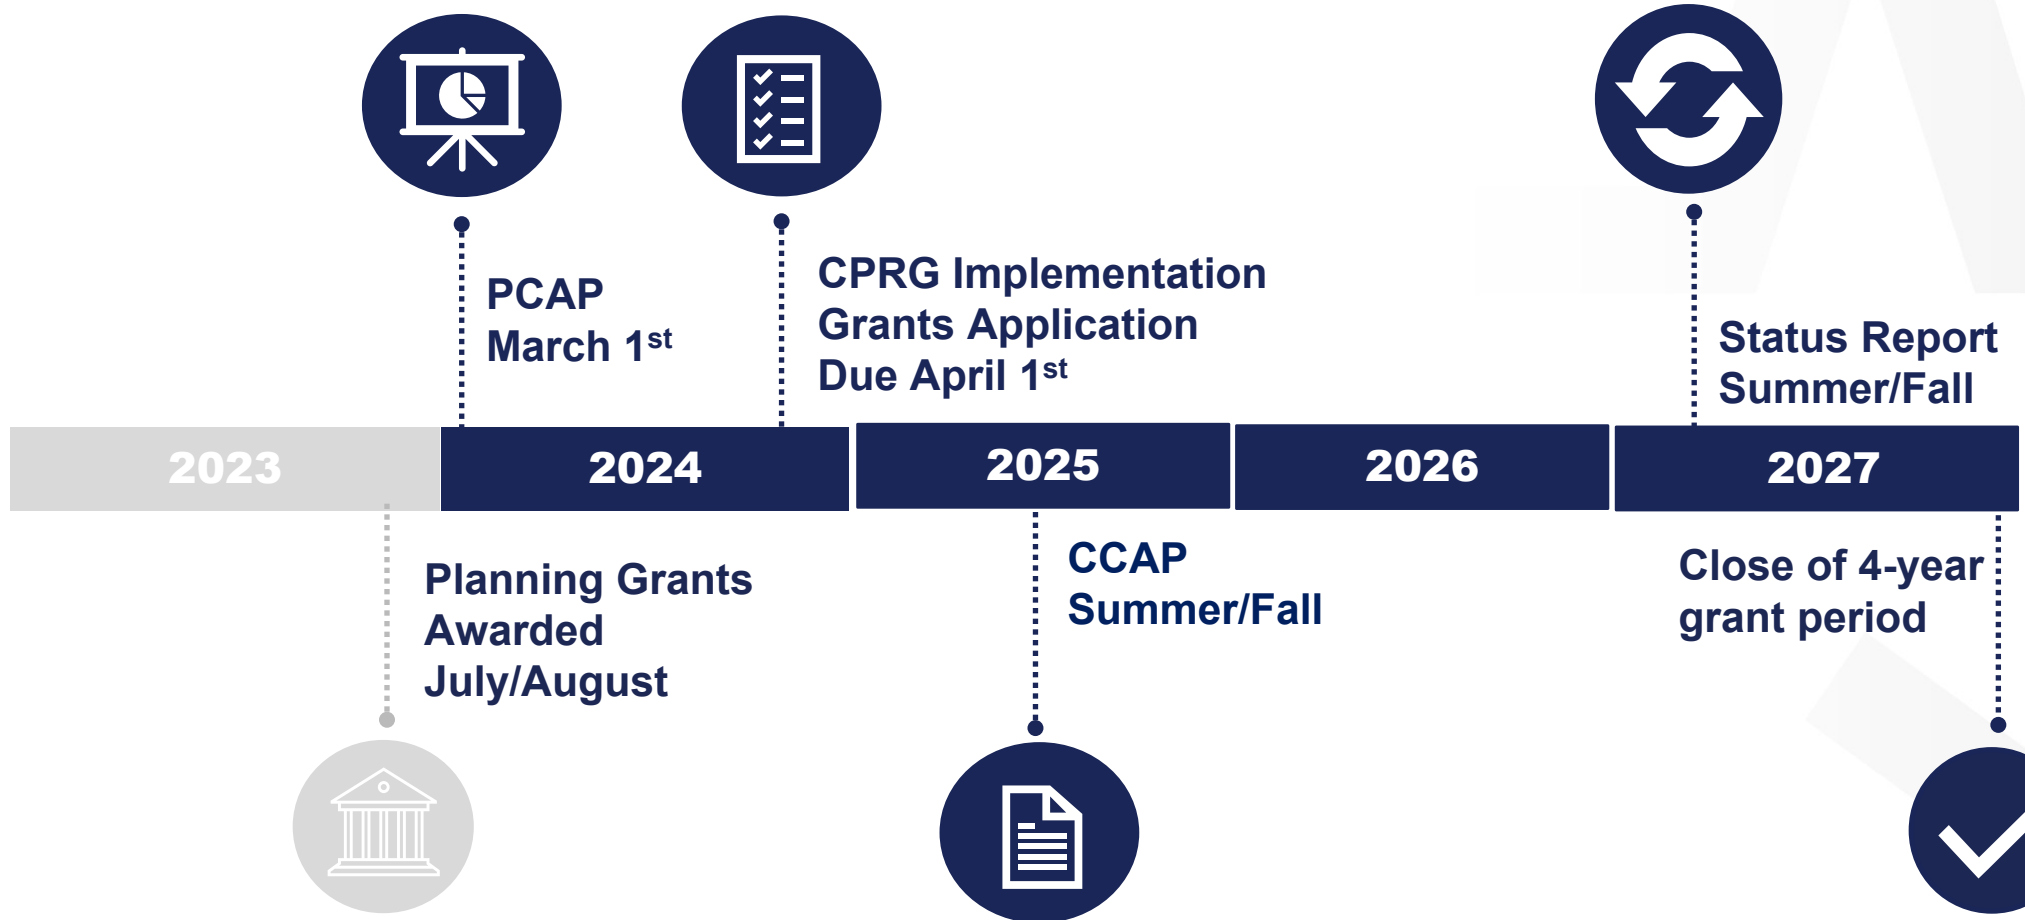 PCAP
March 1st
CPRG Implementation
Grants Application
Due April 1st
Status Report
Summer/Fall
2023
2024
2025
2026
2027
Planning Grants
Awarded
July/August
CCAP
Summer/Fall
Close of 4-year
grant period